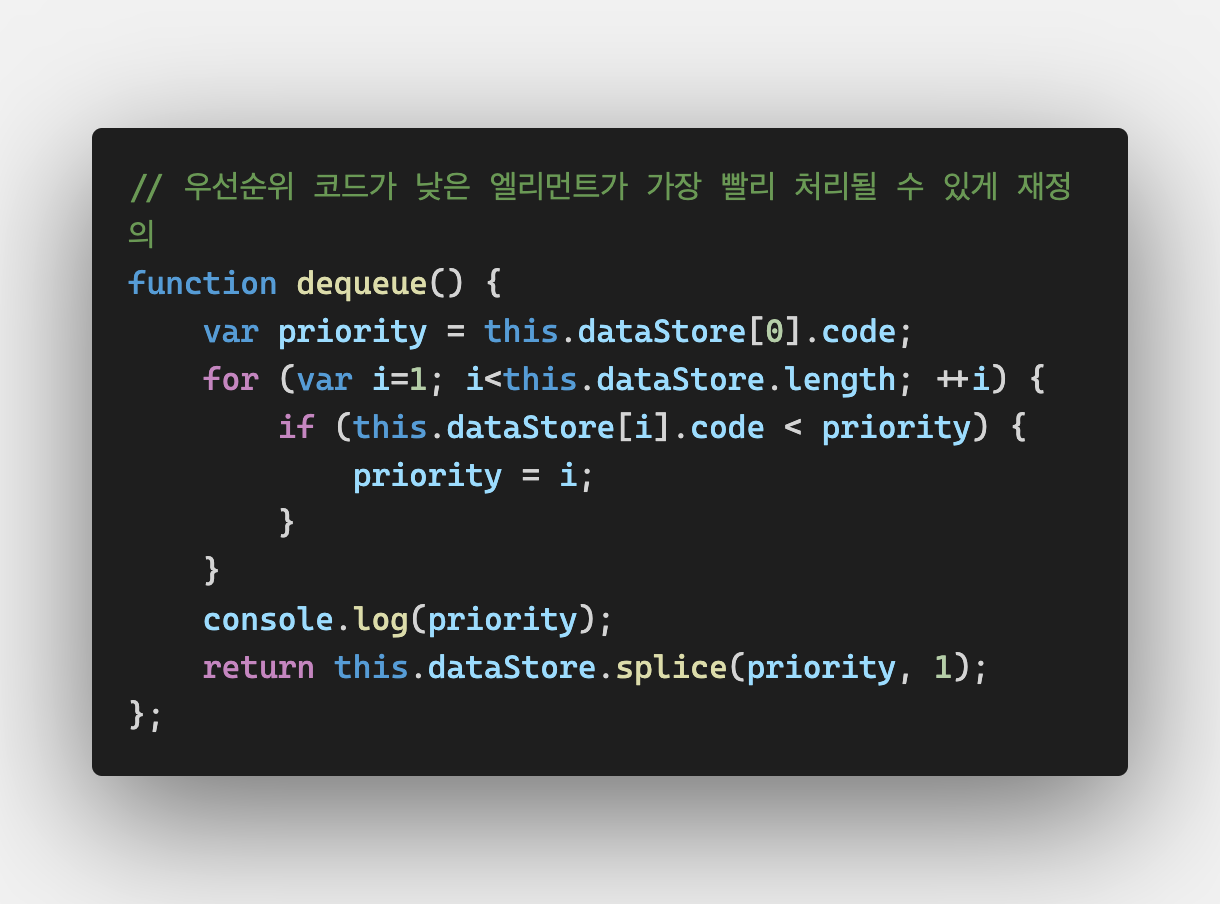 // 우선순위 코드가 낮은 엘리먼트가 가장 빨리 처리될 수 있게 재정
의
function dequeue() {
    var priority = this.dataStore[0].code;
    for (var i=1; i<this.dataStore.length; ++i) {
        if (this.dataStore[i].code < priority) {
            priority = i;
        }
    }
    console.log(priority);
    return this.dataStore.splice(priority, 1);
};